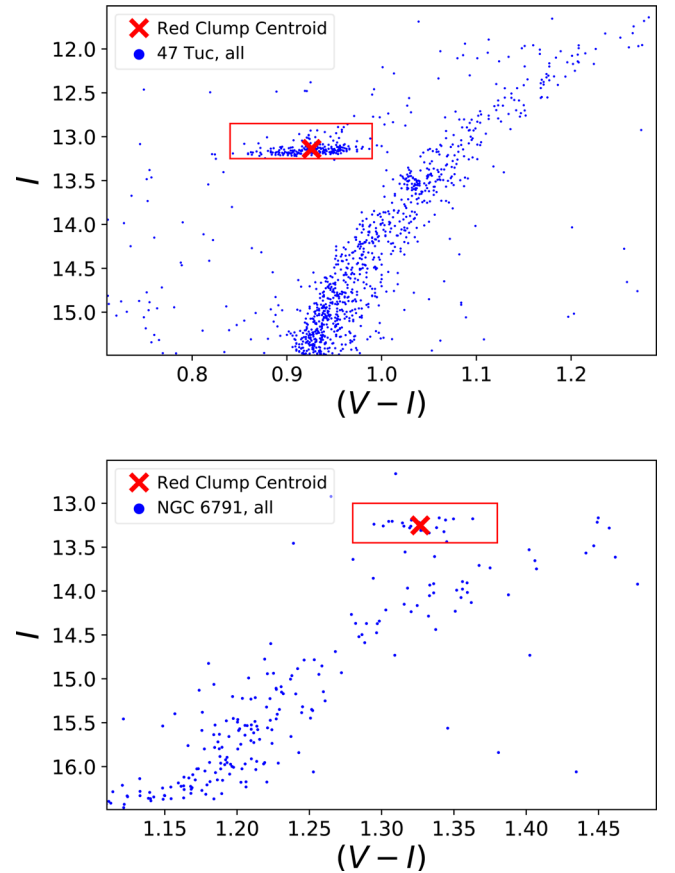 Red Clump Centroid
47 Tuc, all
12.0
12.5
13.0
13.5
14.0
14.5
15.0
I
0.8 0.9 1.0 1.1 1.2
(V − I)
Red Clump Centroid
NGC 6791, all
13.0
13.5
14.0
14.5
15.0
15.5
16.0
I
1.15 1.20 1.25 1.30 1.35 1.40 1.45
(V − I)